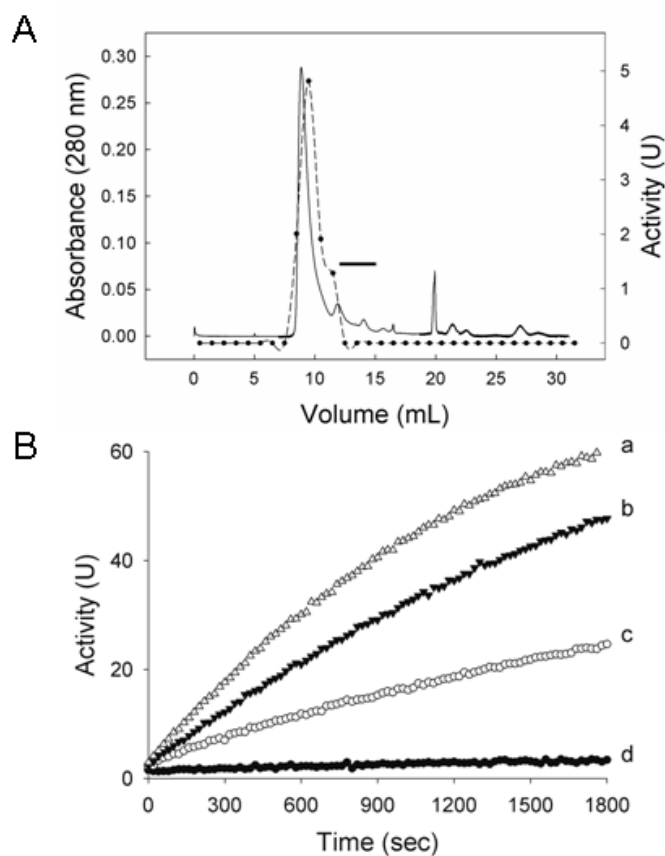 A
Absorbance (280 nm)
0.30
0.25
0.20
0.15
0.10
0.05
0.00
5
4
3
2
1
0
Activity (U)
0 5 10 15 20 25 30
Volume (mL)
B
Activity (U)
60
40
20
0
a
b
c
d
0 300 600 900 1200 1500 1800
Time (sec)